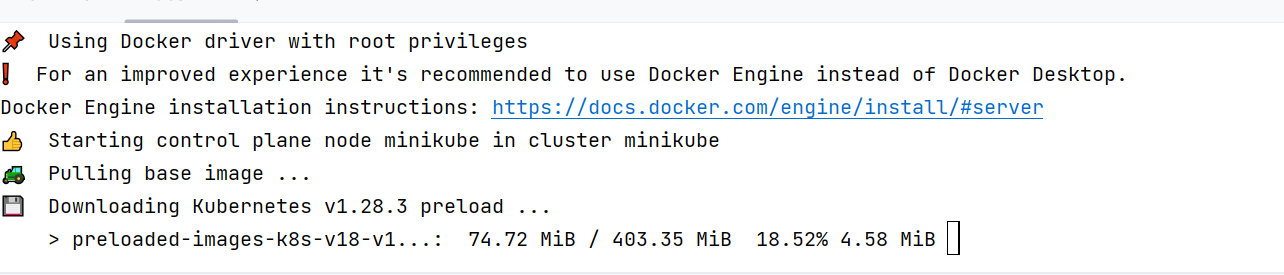 Using Docker driver with root privileges
For an improved experience it's recommended to use Docker Engine instead of Docker Desktop.
Docker Engine installation instructions: https://docs.docker.com/engine/install/#server
Starting control plane node minikube in cluster minikube
Pulling base image ...
Downloading Kubernetes v1.28.3 preload ...
> preloaded-images-k8s-v18-v1...:  74.72 MiB / 403.35 MiB  18.52% 4.58 MiB